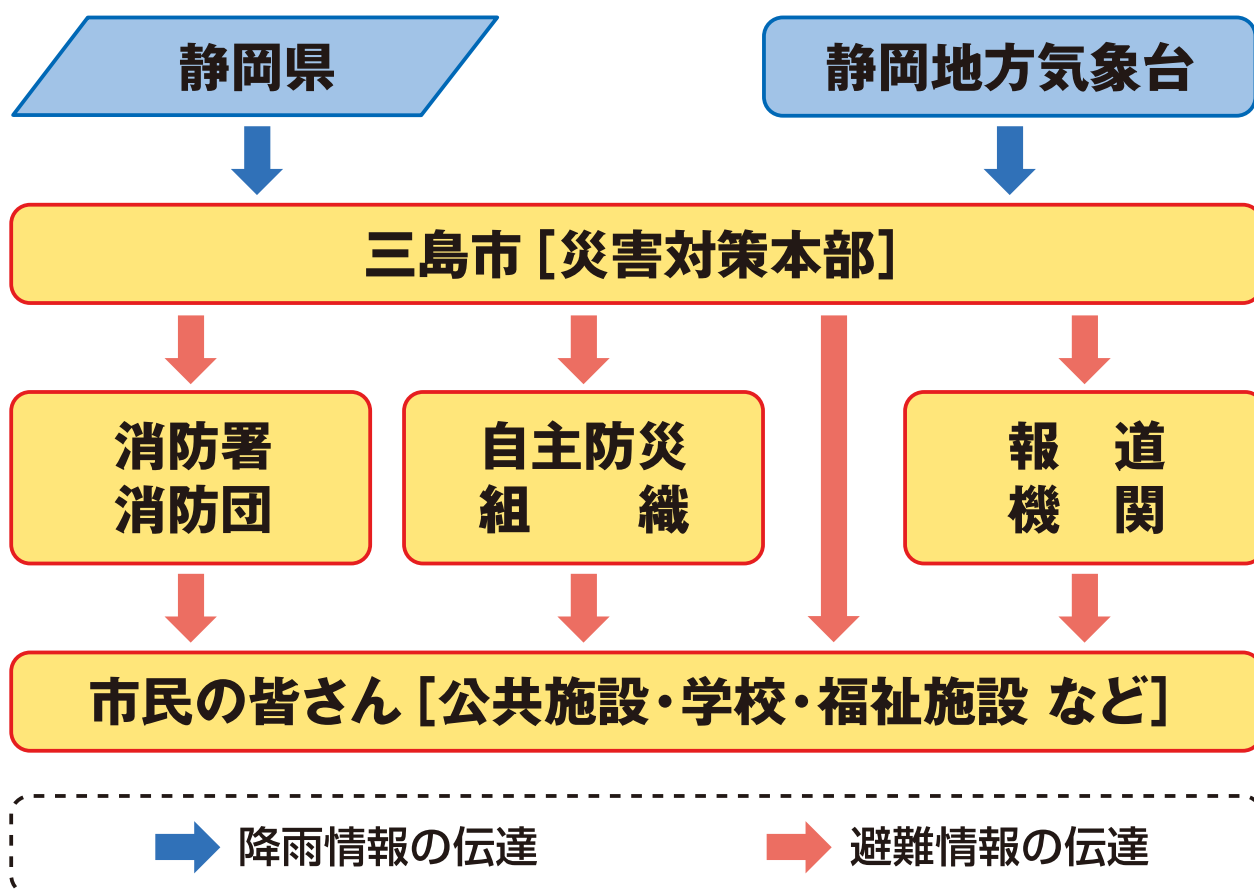 静岡県
静岡地方気象台
三島市[災害対策本部]
消防署
消防団
自主防災
組　織
報　道
機　関
市民の皆さん[公共施設・学校・福祉施設 など]
降雨情報の伝達
避難情報の伝達